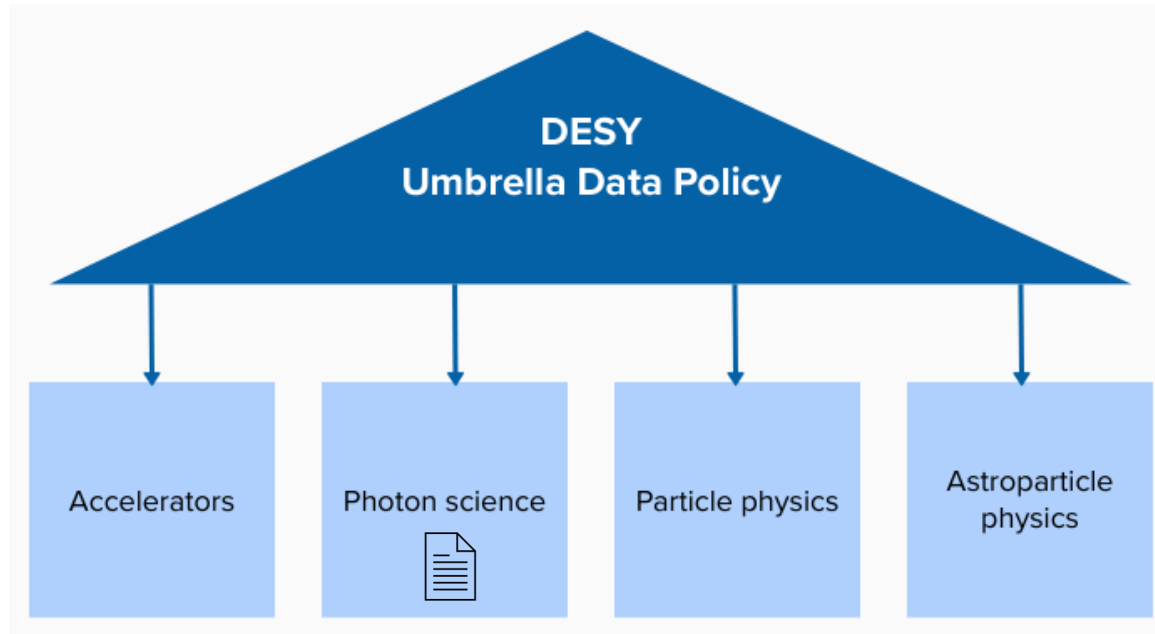 DESY
Umbrella Data Policy
Accelerators
Photon science
Particle physics
Astroparticle
physics